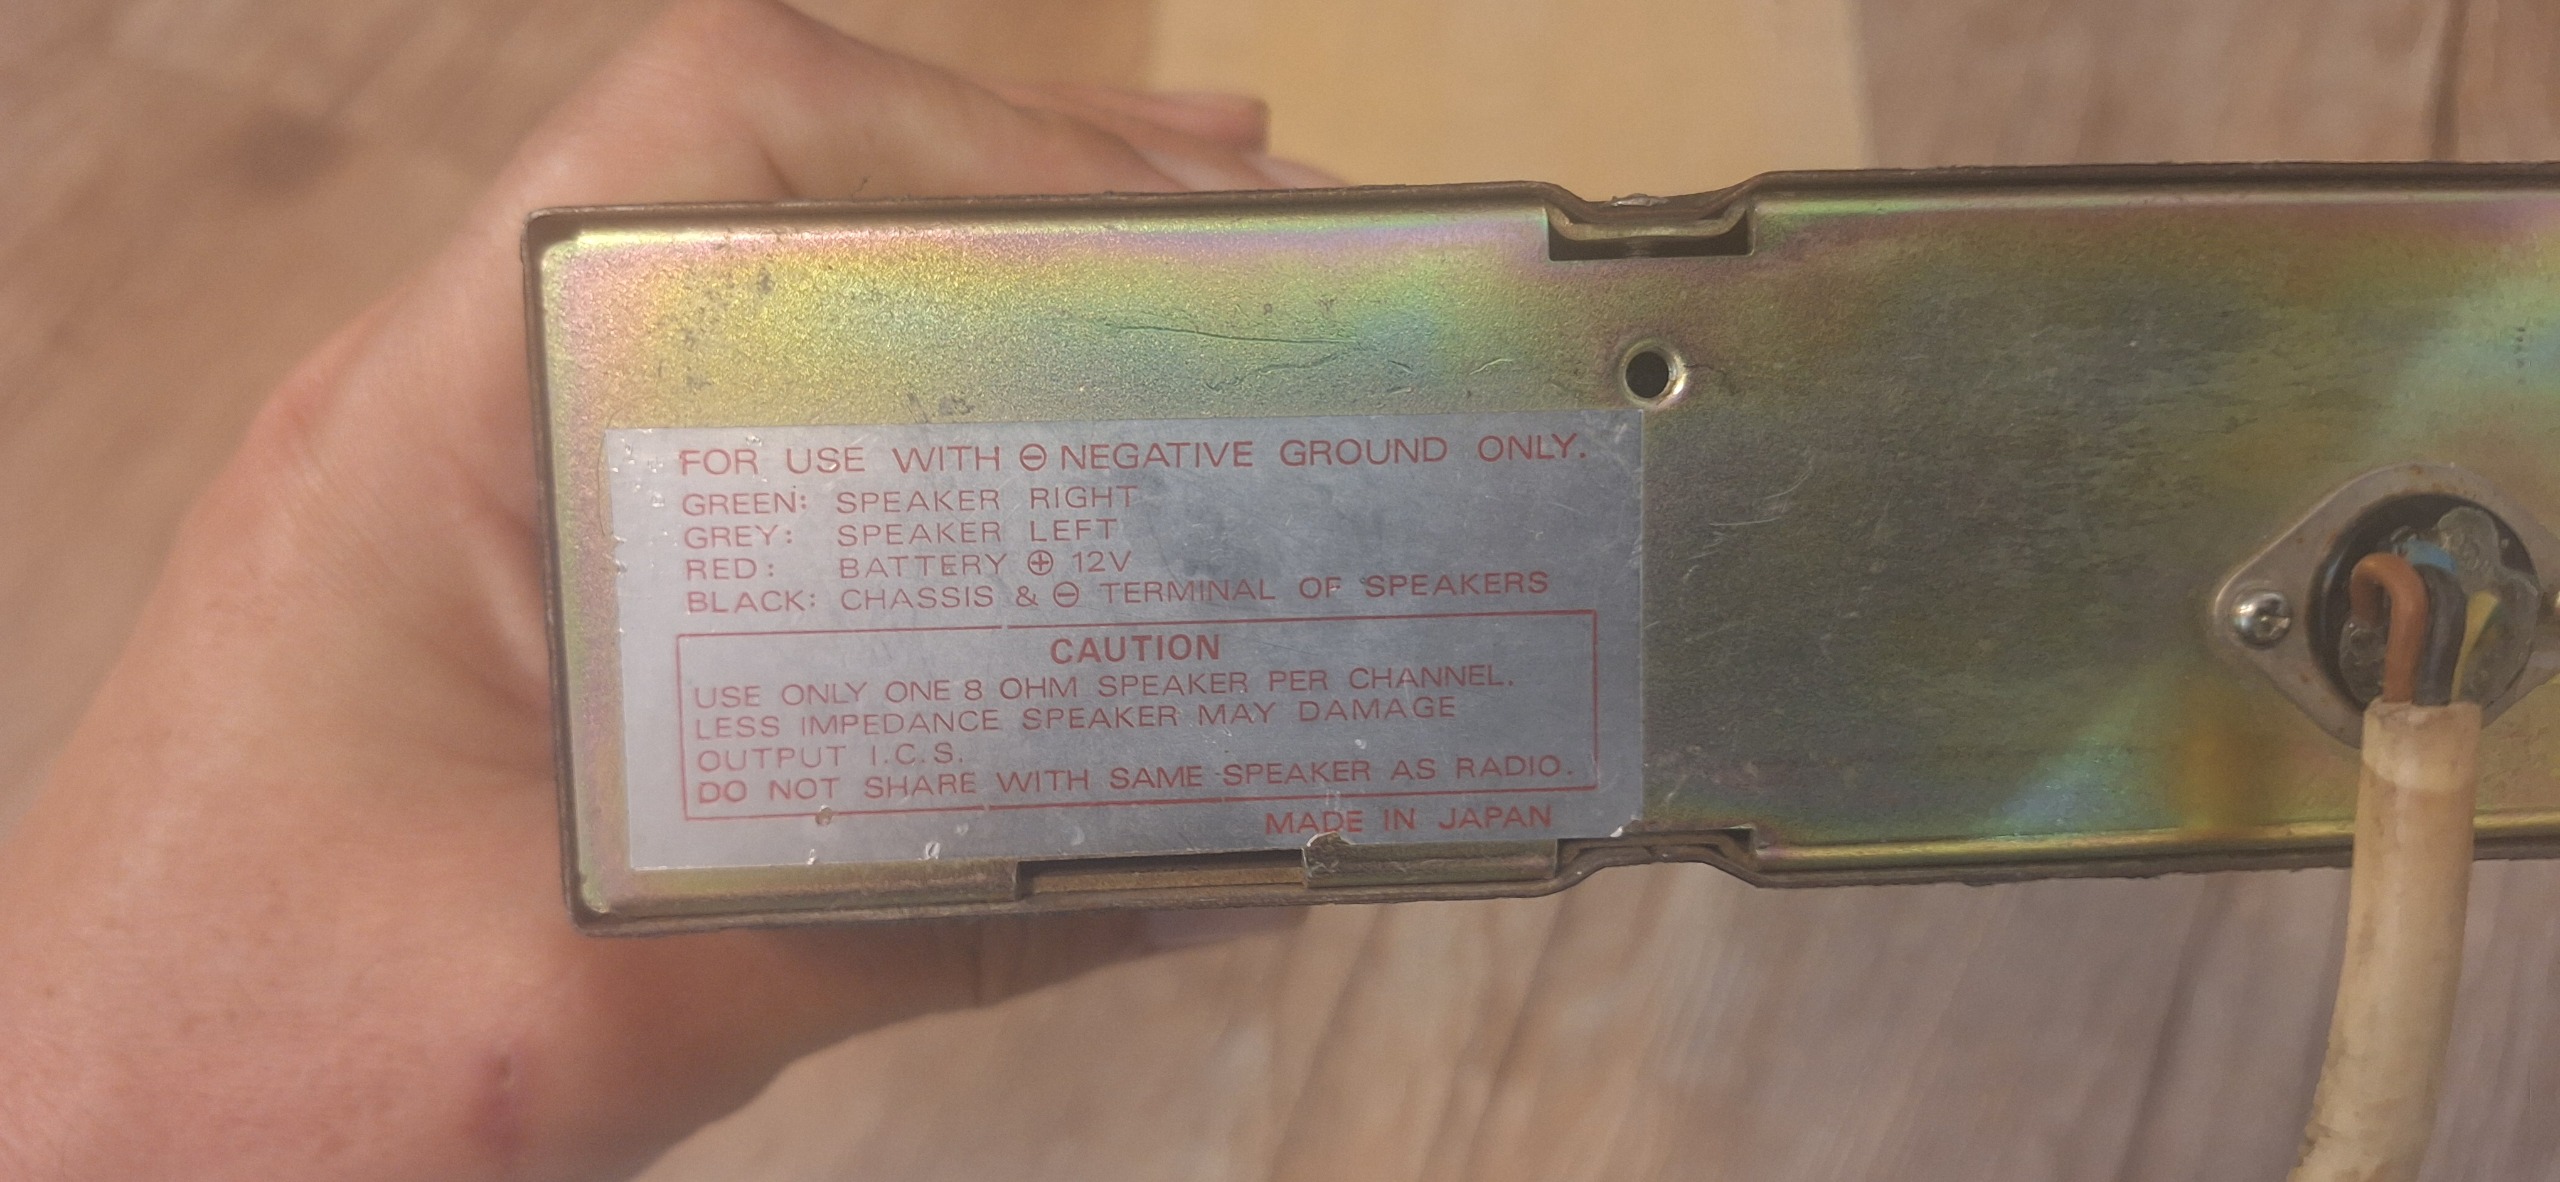 FOR USE WITH ⊖ NEGATIVE GROUND ONLY.
GREEN: SPEAKER RIGHT
GREY: SPEAKER LEFT
RED: BATTERY ⊕ 12V
BLACK: CHASSIS & ⊖ TERMINAL OF SPEAKERS
CAUTION
USE ONLY ONE 8 OHM SPEAKER PER CHANNEL.
LESS IMPEDANCE SPEAKER MAY DAMAGE
OUTPUT I.C.S.
DO NOT SHARE WITH SAME SPEAKER AS RADIO.
MADE IN JAPAN